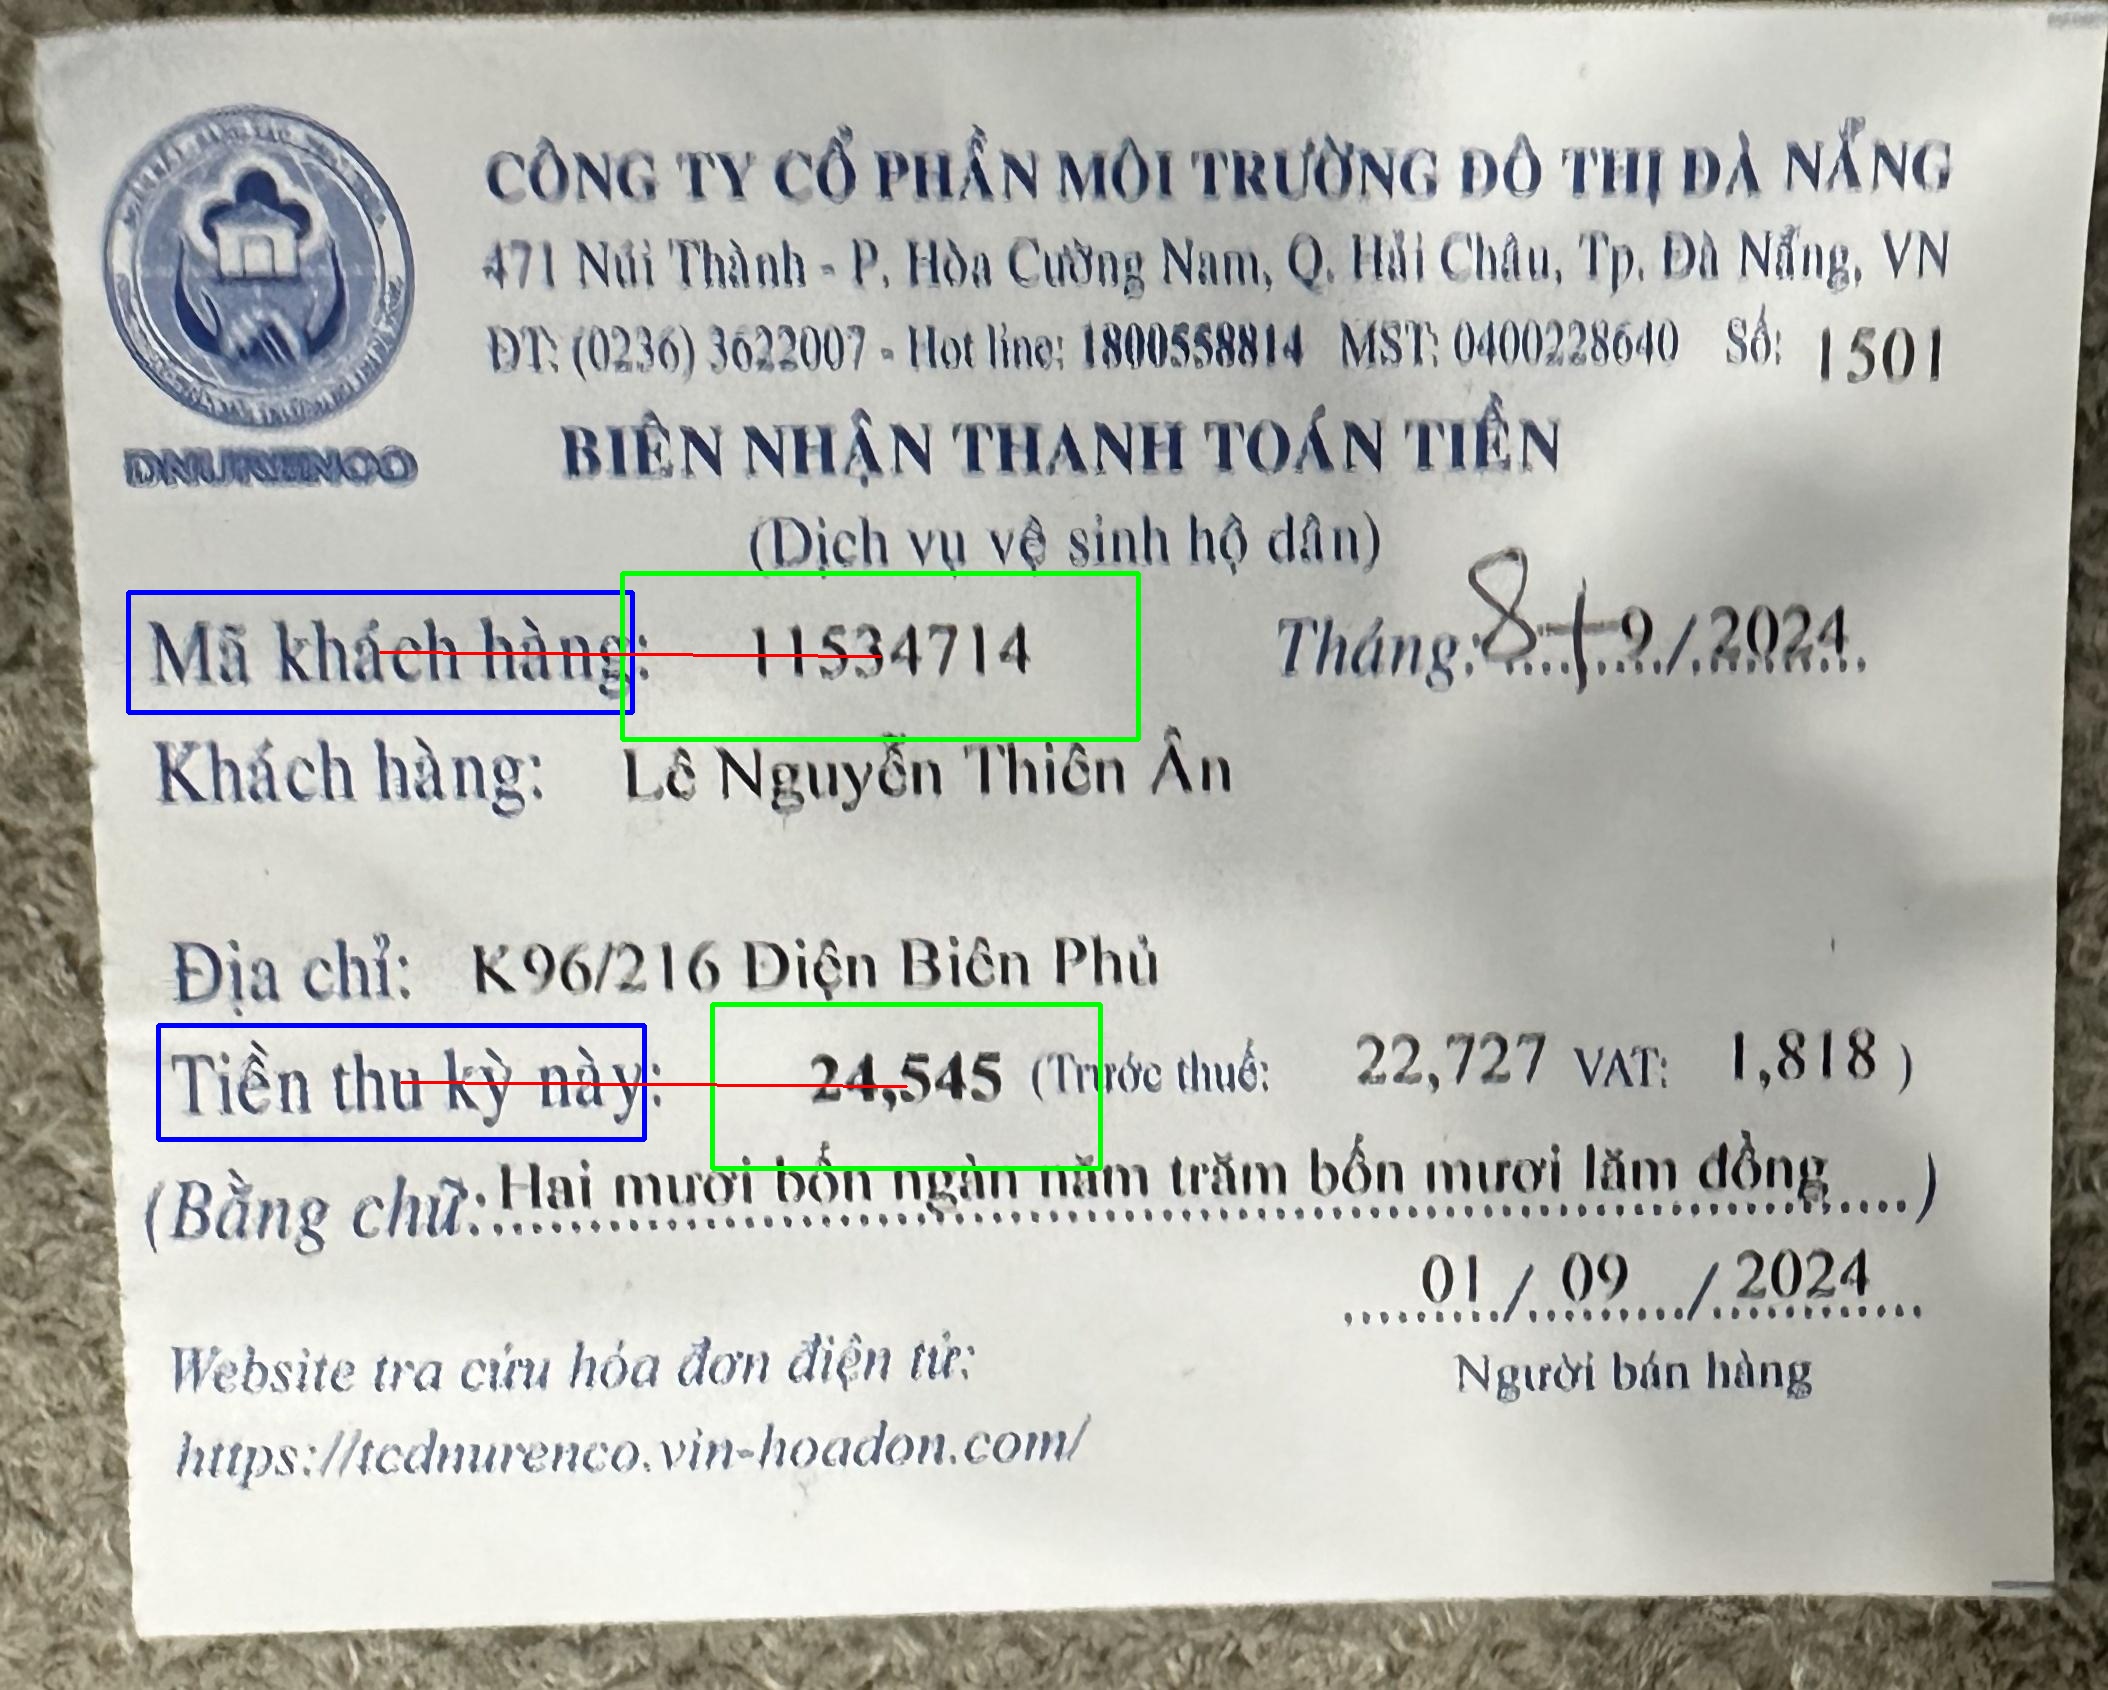 CÔNG TY CỔ PHẦN MÔI TRƯỜNG ĐÔ THỊ ĐÀ NẴNG
471 Núi Thành - P. Hòa Cường Nam, Q. Hải Châu, Tp. Đà Nẵng, VN
ĐT: (0236) 3622007 - Hot line: 1800558814 MST: 0400228640 Số: 1501
DNURENCO
BIÊN NHẬN THANH TOÁN TIỀN
(Dịch vụ vệ sinh hộ dân)
Mã khách hàng: 11534714 Tháng: 8+9/2024
Khách hàng: Lê Nguyễn Thiên Ân
Địa chỉ: K96/216 Điện Biên Phủ
Tiền thu kỳ này: 24,545 (Trước thuế: 22,727 VAT: 1,818 )
(Bằng chữ: Hai mươi bốn ngàn năm trăm bốn mươi lăm đồng )
01 / 09 / 2024
Website tra cứu hóa đơn điện tử:
Người bán hàng
https://tcdnurenco.vin-hoadon.com/